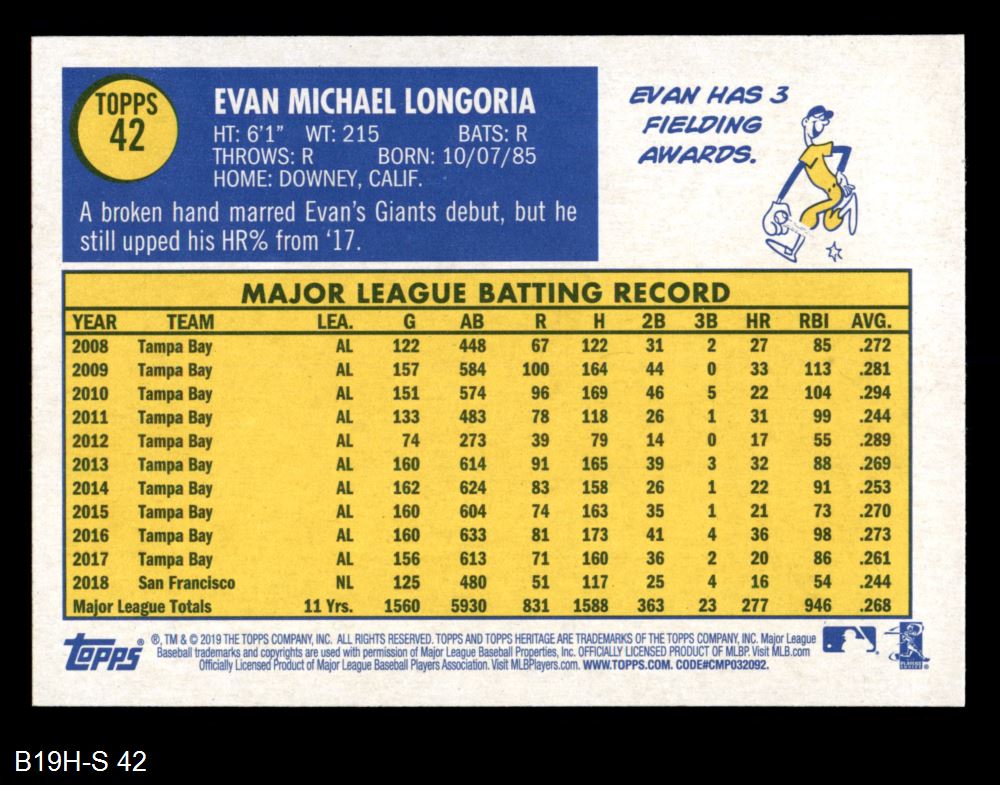 TOPPS
42
EVAN MICHAEL LONGORIA
HT: 6'1" WT: 215 BATS: R
THROWS: R BORN: 10/07/85
HOME: DOWNEY, CALIF.
A broken hand marred Evan's Giants debut, but he
still upped his HR% from '17.
EVAN HAS 3
FIELDING
AWARDS.
MAJOR LEAGUE BATTING RECORD
YEAR TEAM LEA. G AB R H 2B 3B HR RBI AVG.
2008 Tampa Bay AL 122 448 67 122 31 2 27 85 .272
2009 Tampa Bay AL 157 584 100 164 44 0 33 113 .281
2010 Tampa Bay AL 151 574 96 169 46 5 22 104 .294
2011 Tampa Bay AL 133 483 78 118 26 1 31 99 .244
2012 Tampa Bay AL 74 273 39 79 14 0 17 55 .289
2013 Tampa Bay AL 160 614 91 165 39 3 32 88 .269
2014 Tampa Bay AL 162 624 83 158 26 1 22 91 .253
2015 Tampa Bay AL 160 604 74 163 35 1 21 73 .270
2016 Tampa Bay AL 160 633 81 173 41 4 36 98 .273
2017 Tampa Bay AL 156 613 71 160 36 2 20 86 .261
2018 San Francisco NL 125 480 51 117 25 4 16 54 .244
Major League Totals 11 Yrs. 1560 5930 831 1588 363 23 277 946 .268
Topps ®
®, TM & © 2019 THE TOPPS COMPANY, INC. ALL RIGHTS RESERVED. TOPPS AND TOPPS HERITAGE ARE TRADEMARKS OF THE TOPPS COMPANY, INC. Major League
Baseball trademarks and copyrights are used with permission of Major League Baseball Properties, Inc. OFFICIALLY LICENSED PRODUCT OF MLBP. Visit MLB.com
Officially Licensed Product of Major League Baseball Players Association. Visit MLBPlayers.com. WWW.TOPPS.COM. CODE#CMP032092.
B19H-S 42